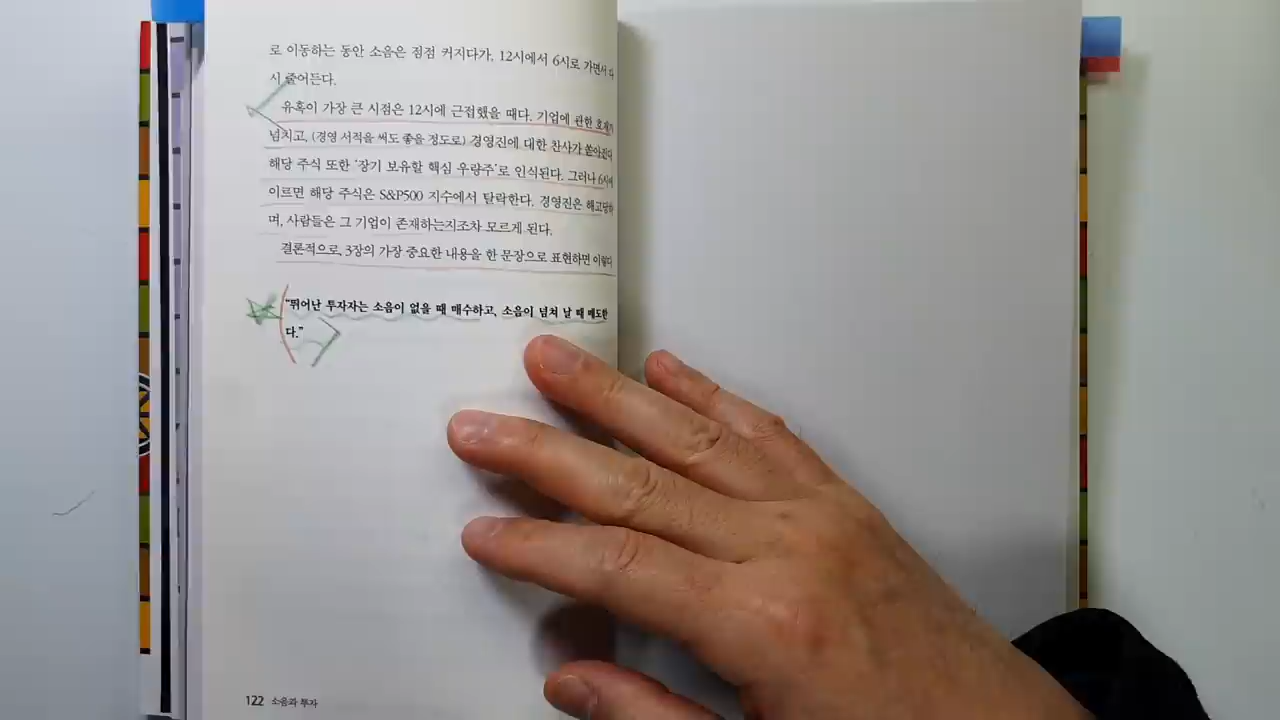 로 이동하는 동안 소음은 점점 커지다가, 12시에서 6시로 가면서 다
시 줄어든다.
유혹이 가장 큰 시점은 12시에 근접했을 때다. 기업에 관한 호재가
넘치고, (경영 서적을 써도 좋을 정도로) 경영진에 대한 찬사가 쏟아진다.
해당 주식 또한 '장기 보유할 핵심 우량주'로 인식된다. 그러나 6시에
이르면 해당 주식은 S&P500 지수에서 탈락한다. 경영진은 해고당하
며, 사람들은 그 기업이 존재하는지조차 모르게 된다.
결론적으로, 3장의 가장 중요한 내용을 한 문장으로 표현하면 이렇다.
"뛰어난 투자자는 소음이 없을 때 매수하고, 소음이 넘쳐 날 때 매도한
다."
122 소음과 투자